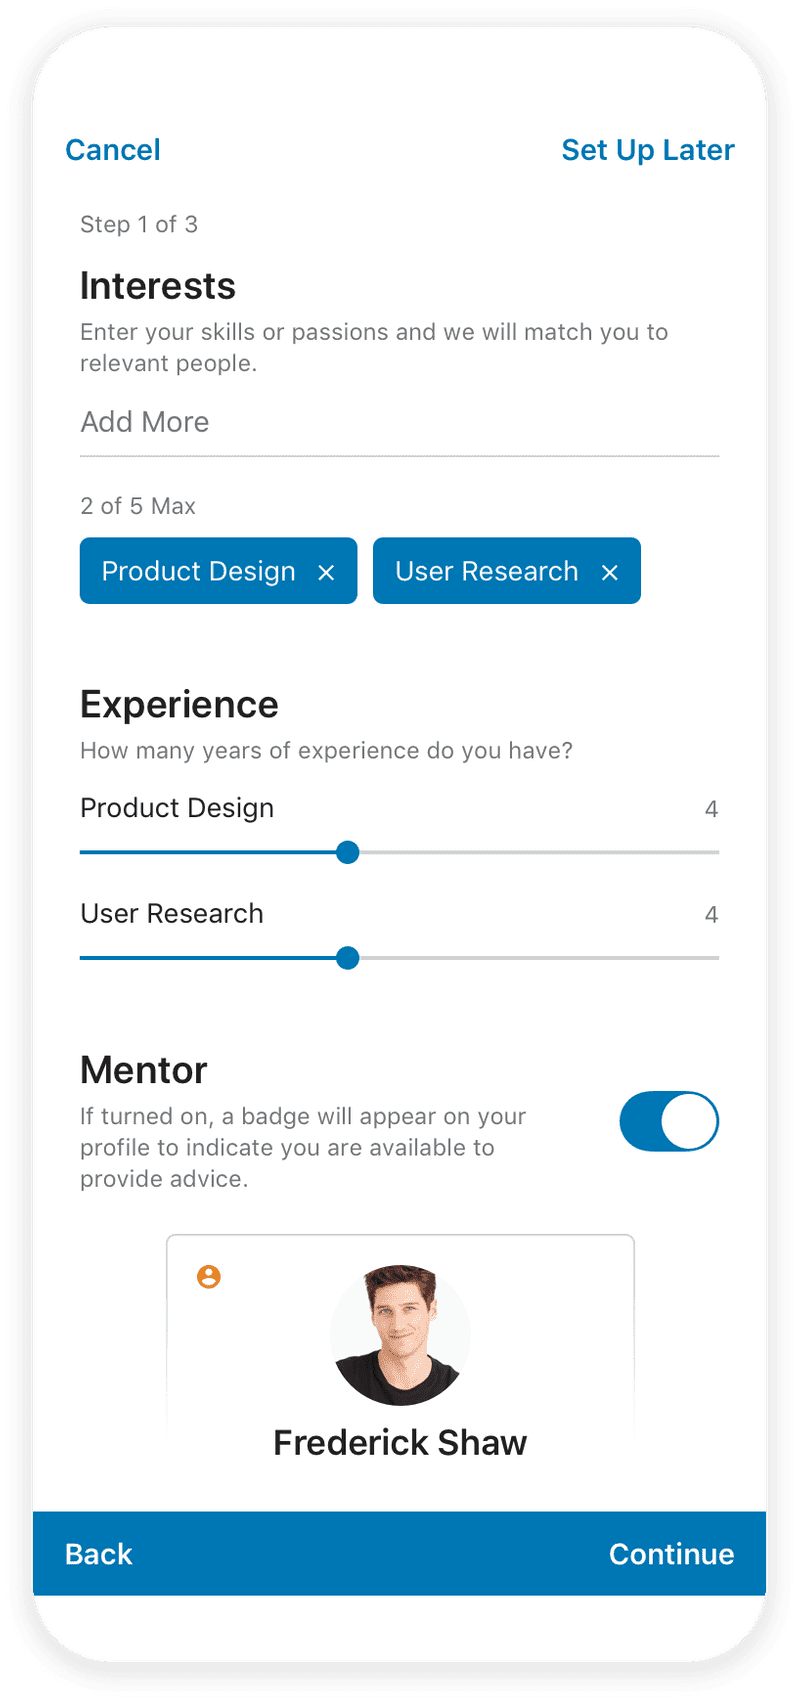 Cancel
Set Up Later
Step 1 of 3
Interests
Enter your skills or passions and we will match you to
relevant people.
Add More
2 of 5 Max
Product Design ×
User Research ×
Experience
How many years of experience do you have?
Product Design
4
User Research
4
Mentor
If turned on, a badge will appear on your
profile to indicate you are available to
provide advice.
Frederick Shaw
Back
Continue